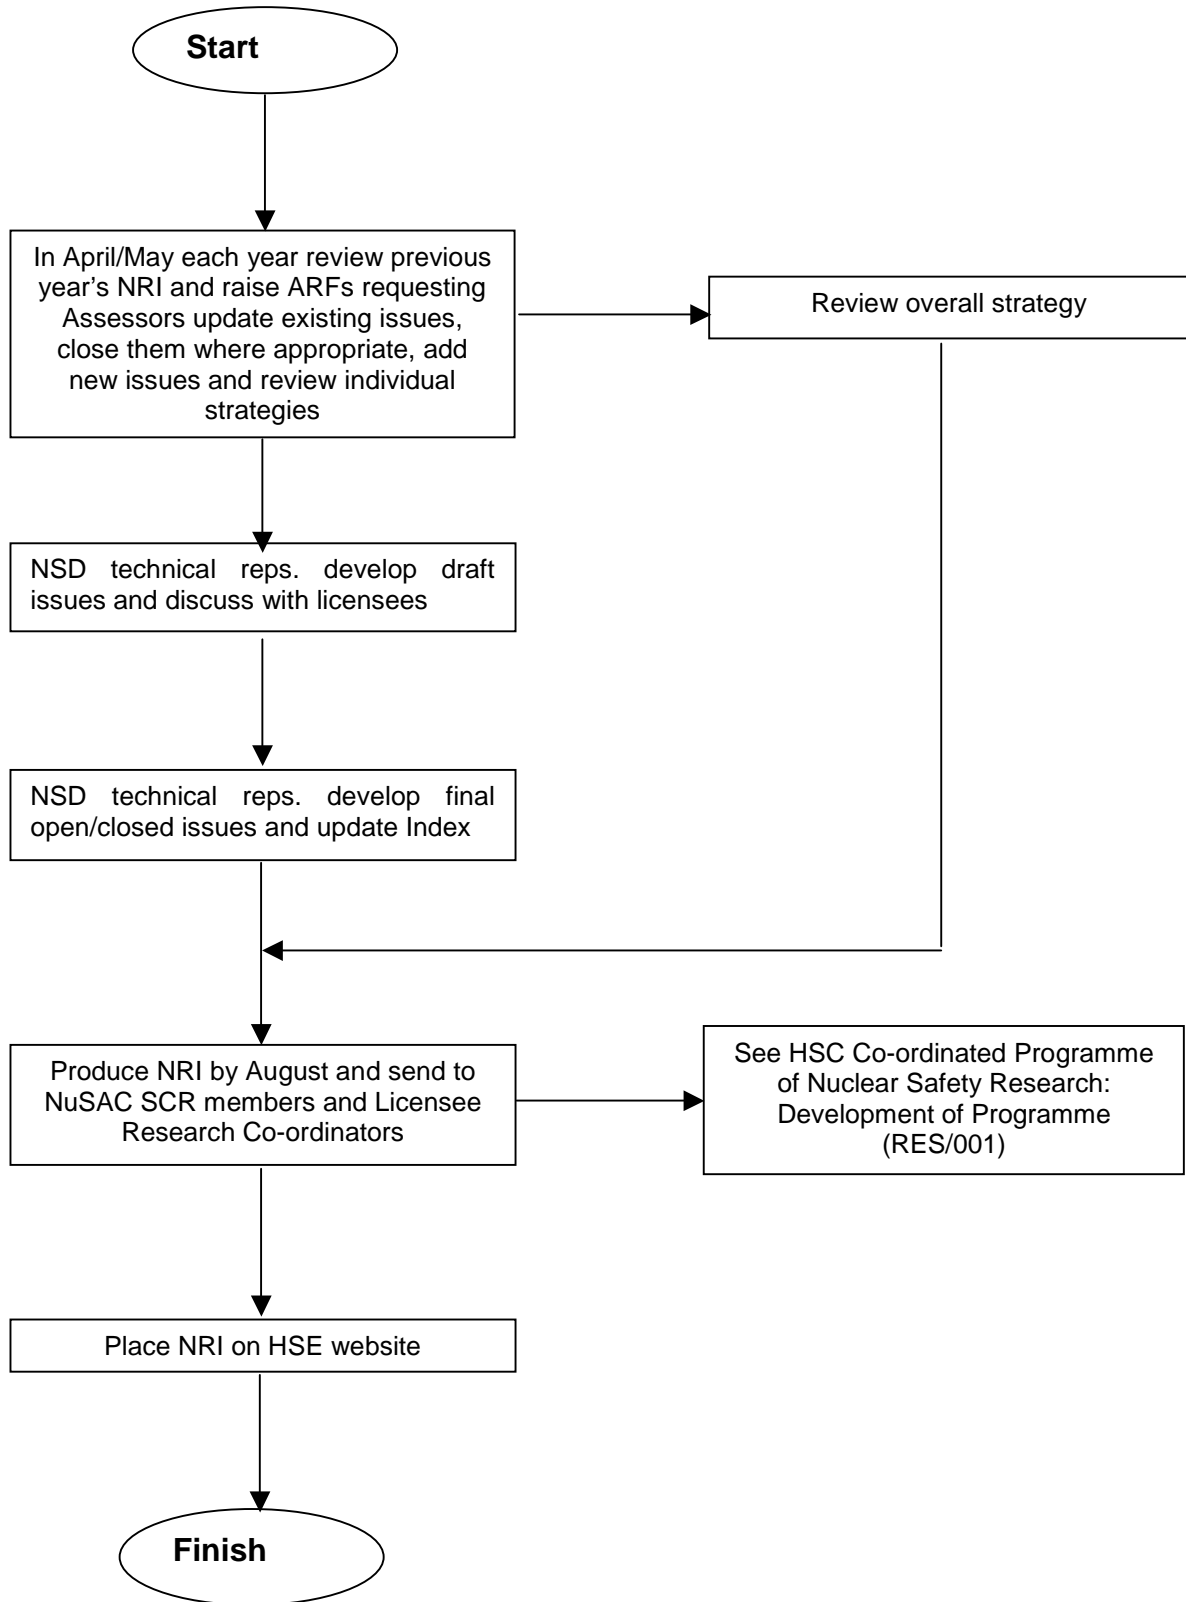 Start
In April/May each year review previous
year's NRI and raise ARFs requesting
Assessors update existing issues,
close them where appropriate, add
new issues and review individual
strategies
Review overall strategy
NSD technical reps. develop draft
issues and discuss with licensees
NSD technical reps. develop final
open/closed issues and update Index
Produce NRI by August and send to
NuSAC SCR members and Licensee
Research Co-ordinators
See HSC Co-ordinated Programme
of Nuclear Safety Research:
Development of Programme
(RES/001)
Place NRI on HSE website
Finish